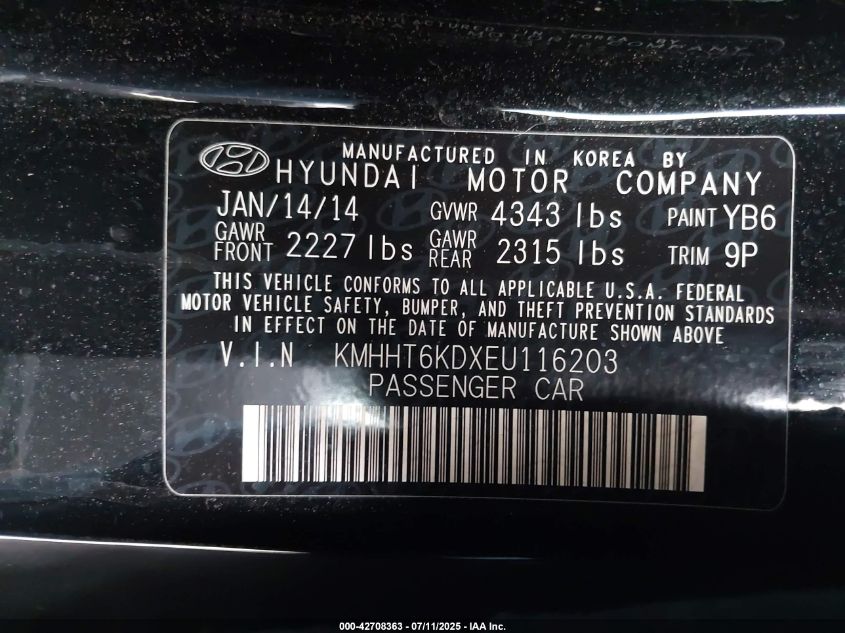 MANUFACTURED IN KOREA BY
HYUNDAI MOTOR COMPANY
JAN/14/14 GVWR 4343 lbs PAINT YB6
GAWR FRONT 2227 lbs GAWR REAR 2315 lbs TRIM 9P
THIS VEHICLE CONFORMS TO ALL APPLICABLE U.S.A. FEDERAL
MOTOR VEHICLE SAFETY, BUMPER, AND THEFT PREVENTION STANDARDS
IN EFFECT ON THE DATE OF MANUFACTURE SHOWN ABOVE
V.I.N KMHHT6KDXEU116203
PASSENGER CAR
000-42708363 - 07/11/2025 - IAA Inc.